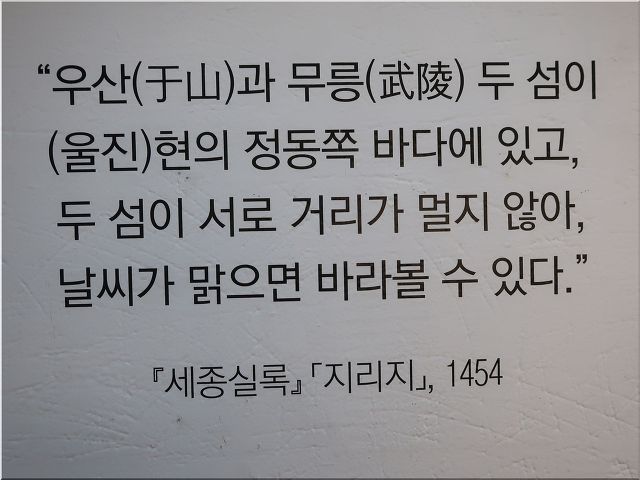 “우산(于山)과 무릉(武陵) 두 섬이
(울진)현의 정동쪽 바다에 있고,
두 섬이 서로 거리가 멀지 않아,
날씨가 맑으면 바라볼 수 있다.”
『세종실록』「지리지」, 1454